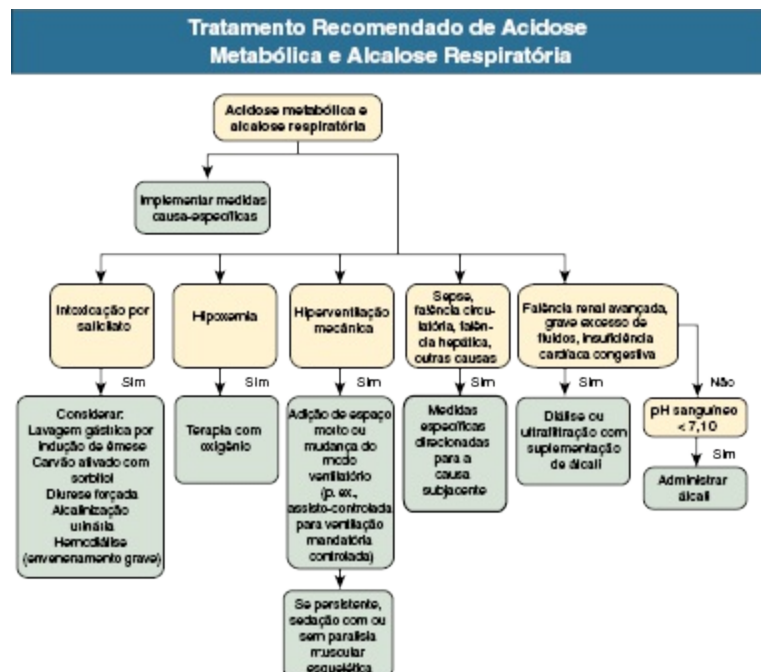 Tratamento Recomendado de Acidose
Metabólica e Alcalose Respiratória
Acidose metabólica e
alcalose respiratória
Implementar medidas
causa-específicas
Intoxicação por
salicilato
Hipoxemia
Hiperventilação
mecânica
Sepse,
falência circu-
latória, falên-
cia hepática,
outras causas
Falência renal avançada,
grave excesso de
fluidos, insuficiência
cardíaca congestiva
Sim
Sim
Sim
Sim
Sim
Não
Considerar:
Lavagem gástrica por
indução de êmese
Carvão ativado com
sorbitol
Diurese forçada
Alcalinização
urinária
Hemodiálise
(envenenamento grave)
Terapia com
oxigênio
Adição de espaço
morto ou
mudança do
modo
ventilatório
(p. ex.,
assisto-controlada
para ventilação
mandatória
controlada)
Medidas
específicas
direcionadas
para a
causa
subjacente
Diálise ou
ultrafiltração com
suplementação
de álcali
pH sanguíneo
< 7,10
Sim
Administrar
álcali
Se persistente,
sedação com ou
sem paralisia
muscular
esquelética